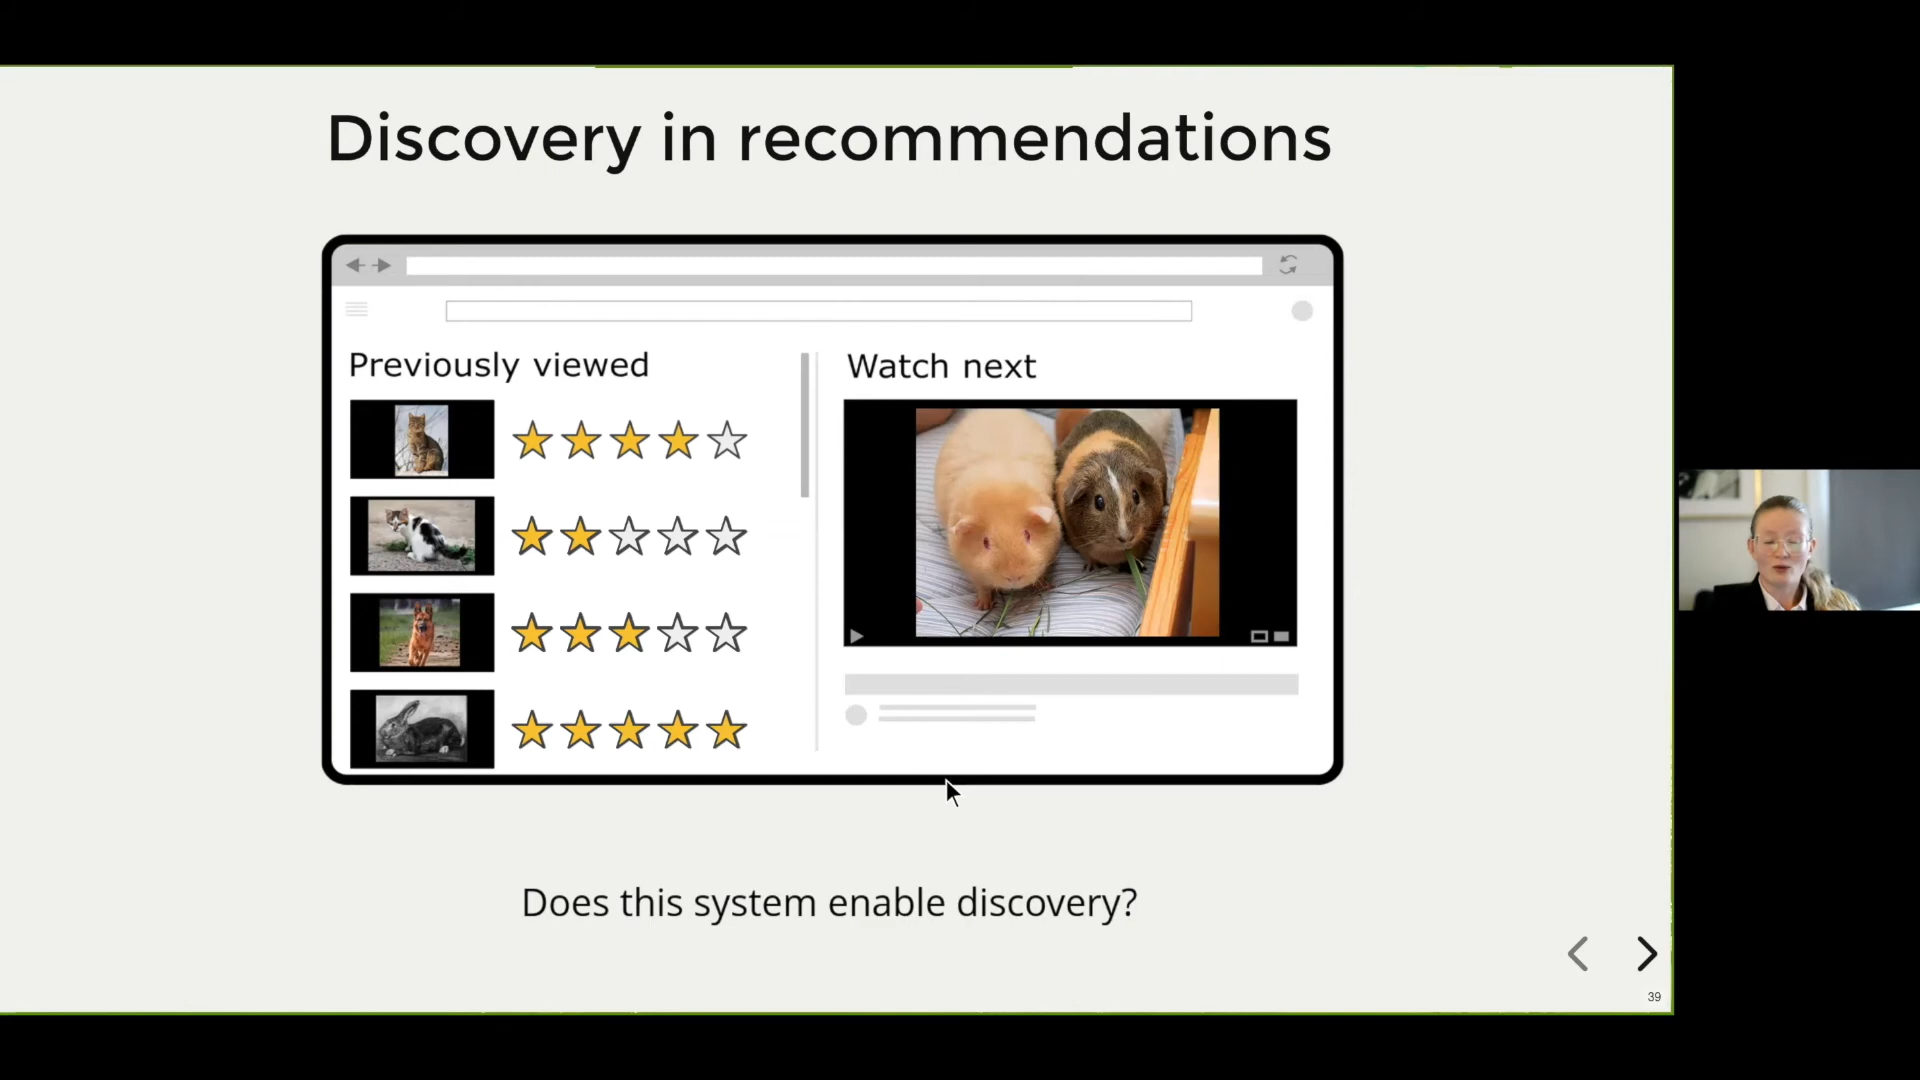 Discovery in recommendations
Previously viewed
Watch next
Does this system enable discovery?
39